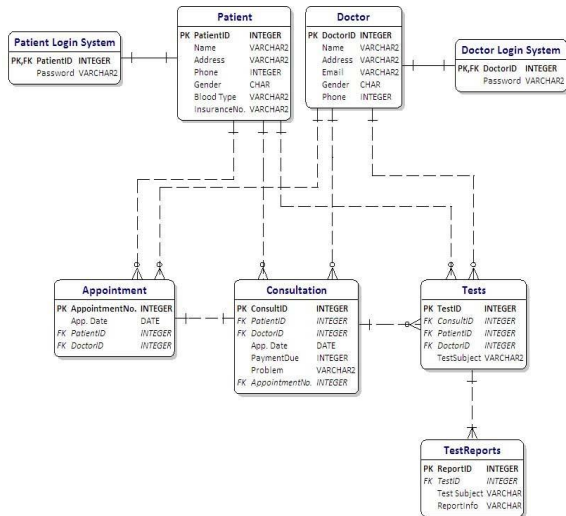 Patient
PK PatientID INTEGER
Name VARCHAR2
Address VARCHAR2
Phone INTEGER
Gender CHAR
Blood Type VARCHAR2
InsuranceNo. VARCHAR2
Doctor
PK DoctorID INTEGER
Name VARCHAR2
Address VARCHAR2
Email VARCHAR2
Gender CHAR
Phone INTEGER
Patient Login System
PK,FK PatientID INTEGER
Password VARCHAR2
Doctor Login System
PK,FK DoctorID INTEGER
Password VARCHAR2
Appointment
PK AppointmentNo. INTEGER
App. Date DATE
FK PatientID INTEGER
FK DoctorID INTEGER
Consultation
PK ConsultID INTEGER
FK PatientID INTEGER
FK DoctorID INTEGER
App. Date DATE
PaymentDue INTEGER
Problem VARCHAR2
FK AppointmentNo. INTEGER
Tests
PK TestID INTEGER
FK ConsultID INTEGER
FK PatientID INTEGER
FK DoctorID INTEGER
TestSubject VARCHAR2
TestReports
PK ReportID INTEGER
FK TestID INTEGER
Test Subject VARCHAR
ReportInfo VARCHAR